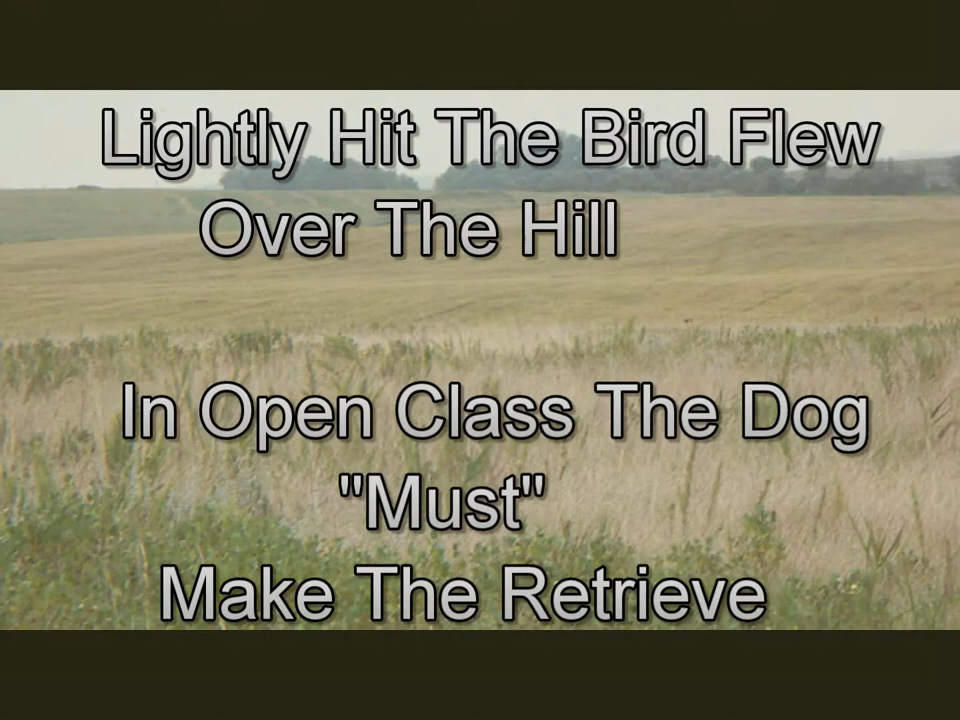 Lightly Hit The Bird Flew
Over The Hill
In Open Class The Dog
"Must"
Make The Retrieve